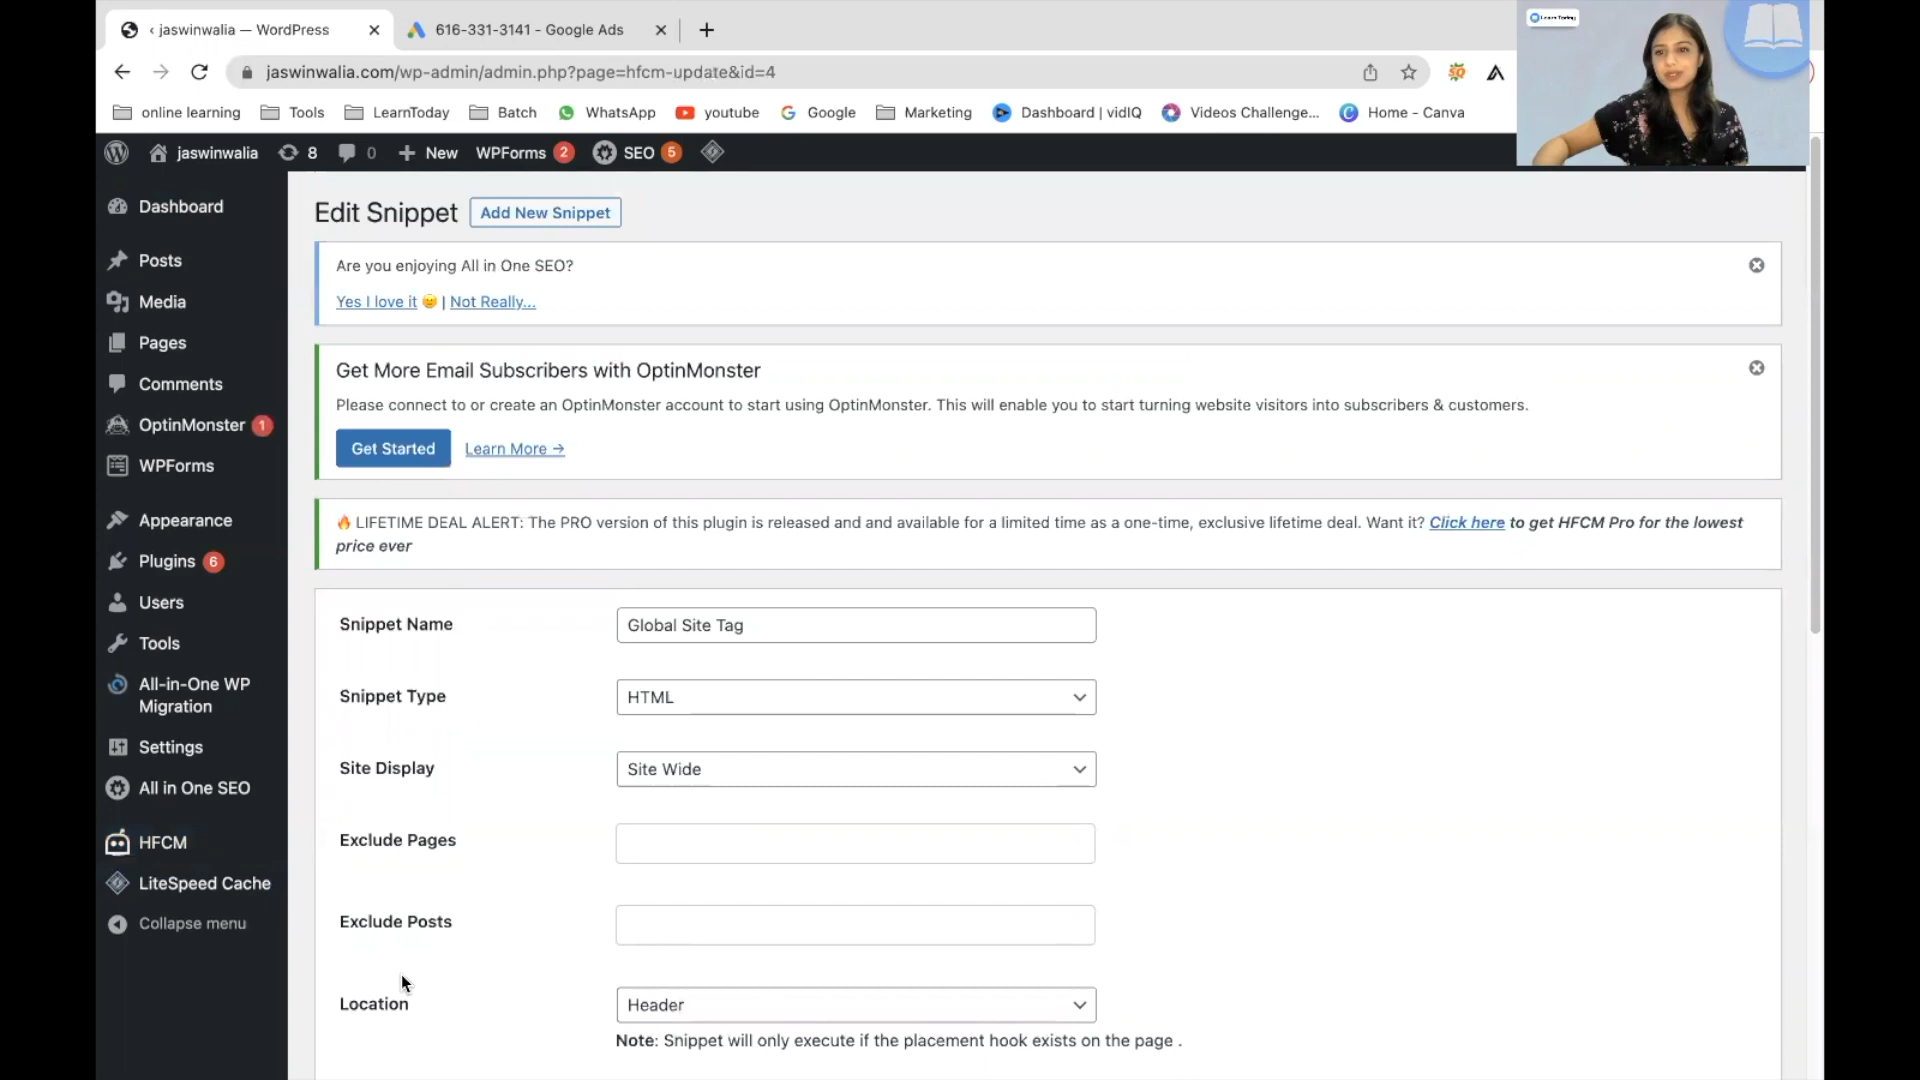 ‹ jaswinwalia — WordPress
616-331-3141 - Google Ads
jaswinwalia.com/wp-admin/admin.php?page=hfcm-update&id=4
online learning
Tools
LearnToday
Batch
WhatsApp
youtube
Google
Marketing
Dashboard | vidIQ
Videos Challenge...
Home - Canva
Learn Today
jaswinwalia
8
0
New
WPForms 2
SEO 5
Dashboard
Posts
Media
Pages
Comments
OptinMonster 1
WPForms
Appearance
Plugins 6
Users
Tools
All-in-One WP
Migration
Settings
All in One SEO
HFCM
LiteSpeed Cache
Collapse menu
Edit Snippet
Add New Snippet
Are you enjoying All in One SEO?
Yes I love it 🙂 | Not Really...
Get More Email Subscribers with OptinMonster
Please connect to or create an OptinMonster account to start using OptinMonster. This will enable you to start turning website visitors into subscribers & customers.
Get Started
Learn More →
🔥 LIFETIME DEAL ALERT: The PRO version of this plugin is released and and available for a limited time as a one-time, exclusive lifetime deal. Want it? Click here to get HFCM Pro for the lowest
price ever
Snippet Name
Global Site Tag
Snippet Type
HTML
Site Display
Site Wide
Exclude Pages
Exclude Posts
Location
Header
Note: Snippet will only execute if the placement hook exists on the page .